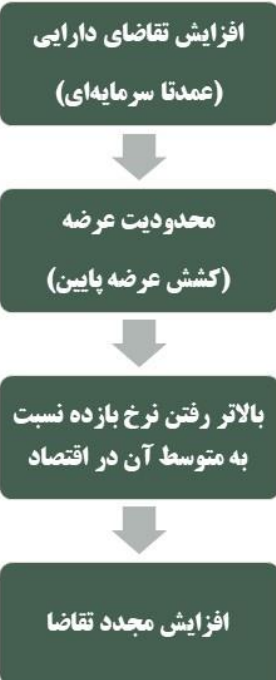 افزایش تقاضای دارایی
(عمدتا سرمایه‌ای)
محدودیت عرضه
(کشش عرضه پایین)
بالاتر رفتن نرخ بازده نسبت
به متوسط آن در اقتصاد
افزایش مجدد تقاضا